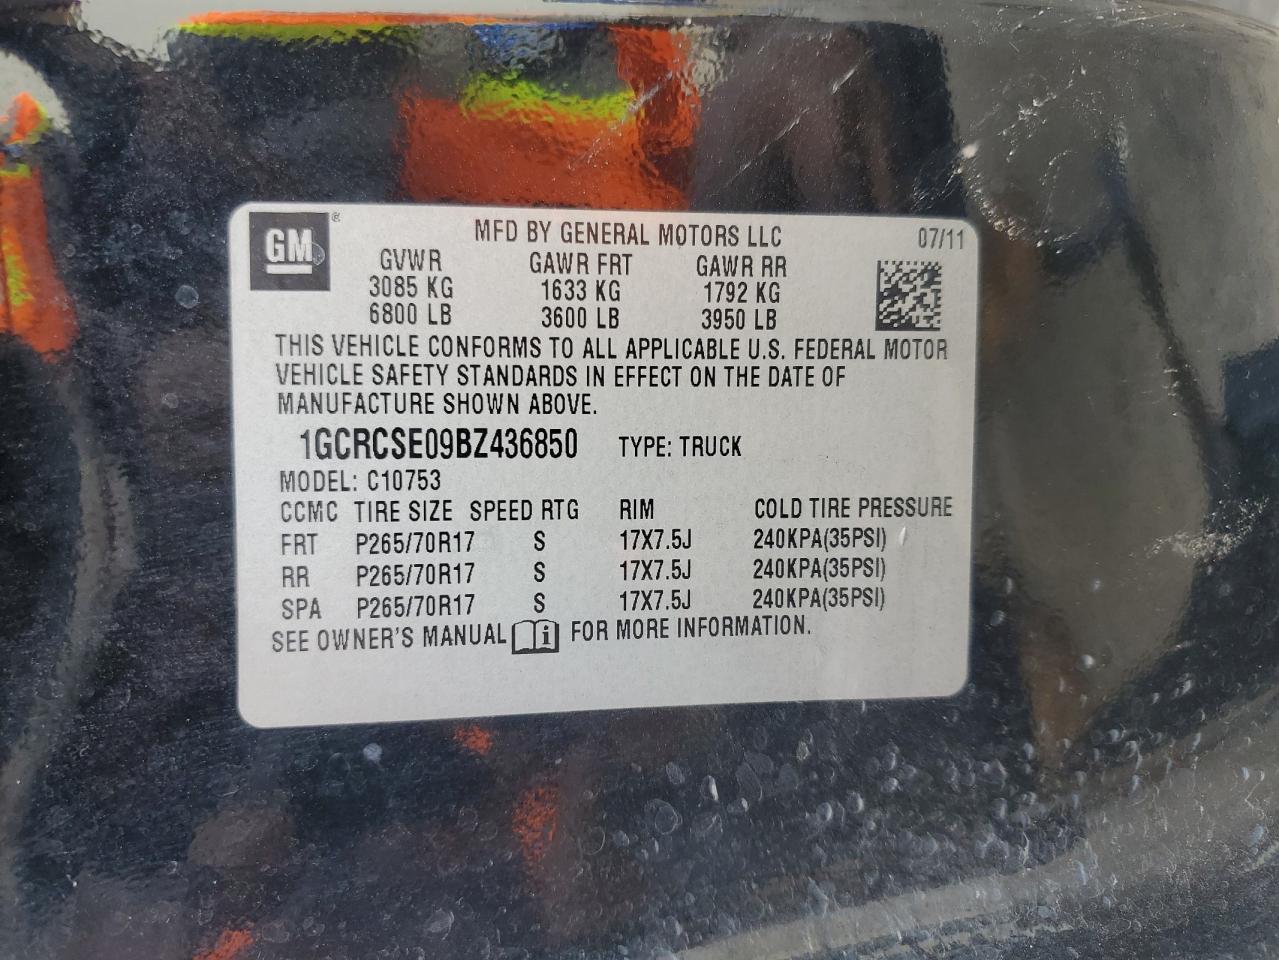 GM®
MFD BY GENERAL MOTORS LLC 07/11
GVWR GAWR FRT GAWR RR
3085 KG 1633 KG 1792 KG
6800 LB 3600 LB 3950 LB
THIS VEHICLE CONFORMS TO ALL APPLICABLE U.S. FEDERAL MOTOR
VEHICLE SAFETY STANDARDS IN EFFECT ON THE DATE OF
MANUFACTURE SHOWN ABOVE.
1GCRCSE09BZ436850 TYPE: TRUCK
MODEL: C10753
CCMC TIRE SIZE SPEED RTG RIM COLD TIRE PRESSURE
FRT P265/70R17 S 17X7.5J 240KPA(35PSI)
RR P265/70R17 S 17X7.5J 240KPA(35PSI)
SPA P265/70R17 S 17X7.5J 240KPA(35PSI)
SEE OWNER'S MANUAL i FOR MORE INFORMATION.